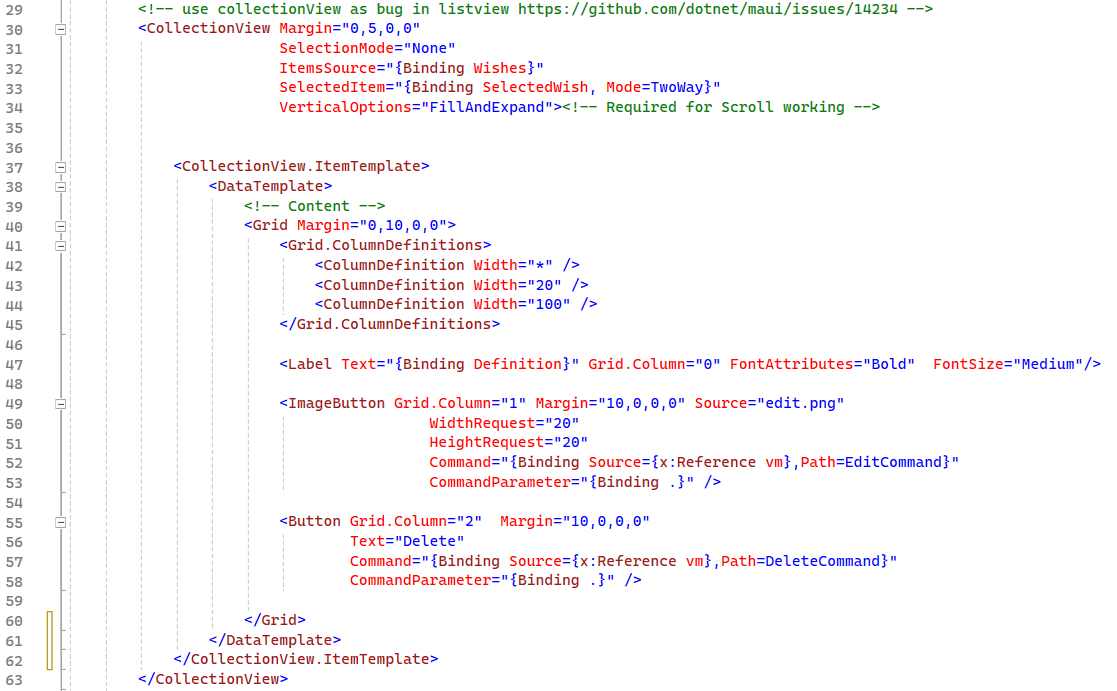 29 <!-- use collectionView as bug in listview https://github.com/dotnet/maui/issues/14234 -->
30 <CollectionView Margin="0,5,0,0"
31 SelectionMode="None"
32 ItemsSource="{Binding Wishes}"
33 SelectedItem="{Binding SelectedWish, Mode=TwoWay}"
34 VerticalOptions="FillAndExpand"><!-- Required for Scroll working -->
35
36
37 <CollectionView.ItemTemplate>
38 <DataTemplate>
39 <!-- Content -->
40 <Grid Margin="0,10,0,0">
41 <Grid.ColumnDefinitions>
42 <ColumnDefinition Width="*" />
43 <ColumnDefinition Width="20" />
44 <ColumnDefinition Width="100" />
45 </Grid.ColumnDefinitions>
46
47 <Label Text="{Binding Definition}" Grid.Column="0" FontAttributes="Bold"  FontSize="Medium"/>
48
49 <ImageButton Grid.Column="1" Margin="10,0,0,0" Source="edit.png"
50 WidthRequest="20"
51 HeightRequest="20"
52 Command="{Binding Source={x:Reference vm},Path=EditCommand}"
53 CommandParameter="{Binding .}" />
54
55 <Button Grid.Column="2"  Margin="10,0,0,0"
56 Text="Delete"
57 Command="{Binding Source={x:Reference vm},Path=DeleteCommand}"
58 CommandParameter="{Binding .}" />
59
60 </Grid>
61 </DataTemplate>
62 </CollectionView.ItemTemplate>
63 </CollectionView>